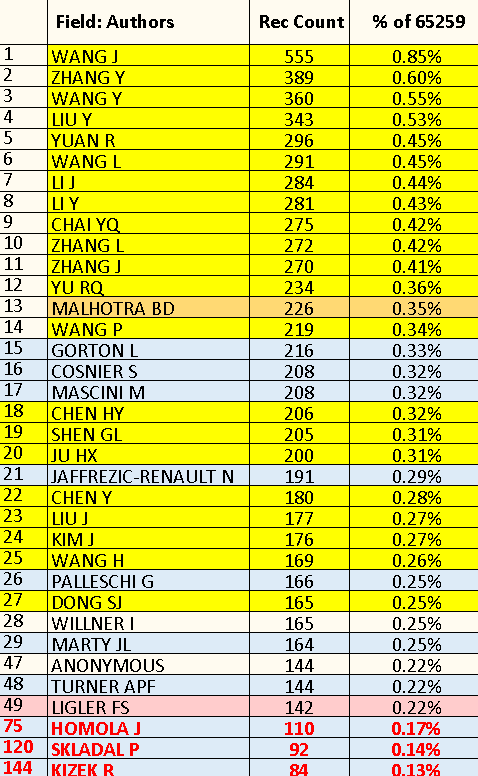 Field: Authors Rec Count % of 65259
1 WANG J 555 0.85%
2 ZHANG Y 389 0.60%
3 WANG Y 360 0.55%
4 LIU Y 343 0.53%
5 YUAN R 296 0.45%
6 WANG L 291 0.45%
7 LI J 284 0.44%
8 LI Y 281 0.43%
9 CHAI YQ 275 0.42%
10 ZHANG L 272 0.42%
11 ZHANG J 270 0.41%
12 YU RQ 234 0.36%
13 MALHOTRA BD 226 0.35%
14 WANG P 219 0.34%
15 GORTON L 216 0.33%
16 COSNIER S 208 0.32%
17 MASCINI M 208 0.32%
18 CHEN HY 206 0.32%
19 SHEN GL 205 0.31%
20 JU HX 200 0.31%
21 JAFFREZIC-RENAULT N 191 0.29%
22 CHEN Y 180 0.28%
23 LIU J 177 0.27%
24 KIM J 176 0.27%
25 WANG H 169 0.26%
26 PALLESCHI G 166 0.25%
27 DONG SJ 165 0.25%
28 WILLNER I 165 0.25%
29 MARTY JL 164 0.25%
47 ANONYMOUS 144 0.22%
48 TURNER APF 144 0.22%
49 LIGLER FS 142 0.22%
75 HOMOLA J 110 0.17%
120 SKLADAL P 92 0.14%
144 KIZEK R 84 0.13%